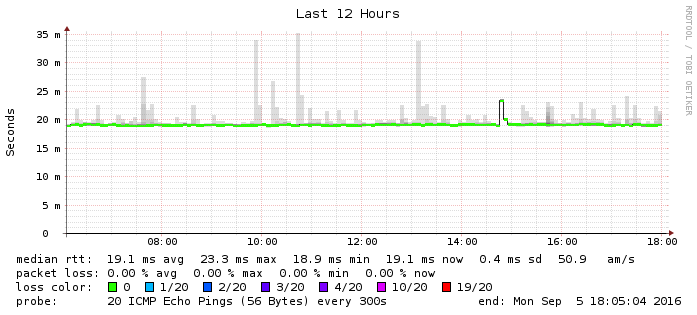 Last 12 Hours
RRDTOOL / TOBI OETIKER
Seconds
35 m
30 m
25 m
20 m
15 m
10 m
5 m
0
08:00 10:00 12:00 14:00 16:00 18:00
median rtt: 19.1 ms avg 23.3 ms max 18.9 ms min 19.1 ms now 0.4 ms sd 50.9 am/s
packet loss: 0.00 % avg 0.00 % max 0.00 % min 0.00 % now
loss color: 0 1/20 2/20 3/20 4/20 10/20 19/20
probe: 20 ICMP Echo Pings (56 Bytes) every 300s end: Mon Sep 5 18:05:04 2016